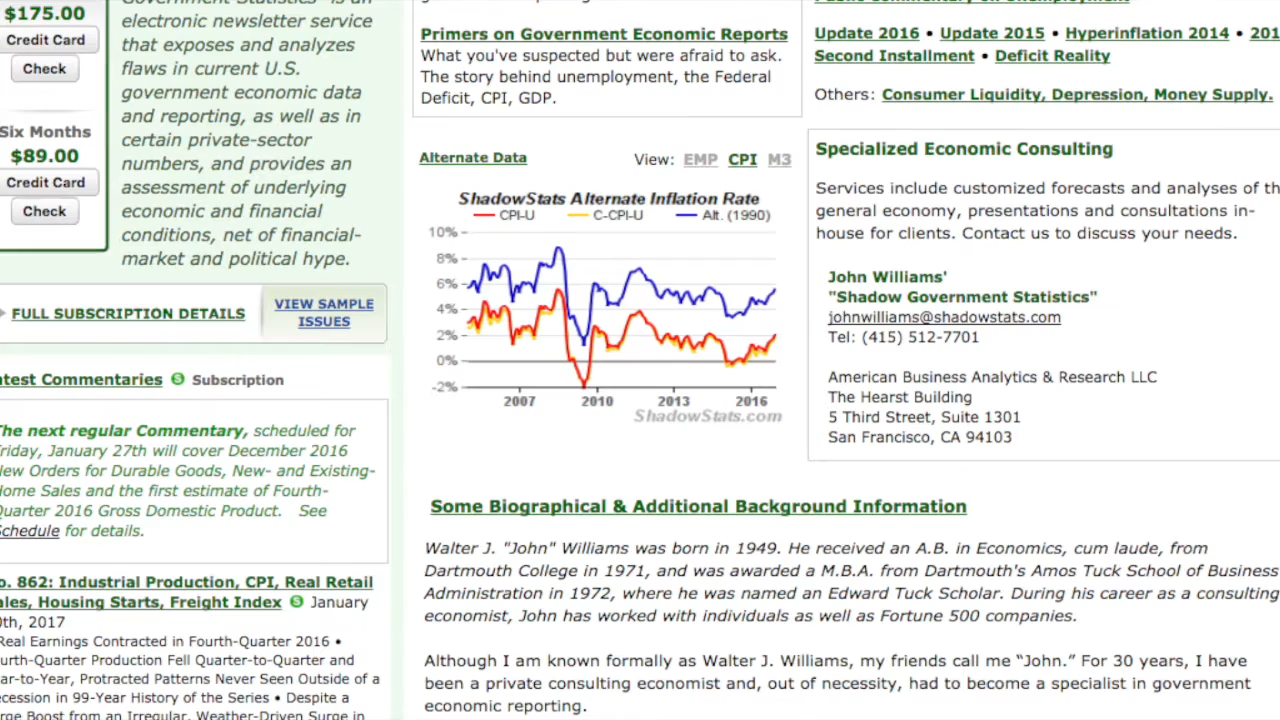 $175.00
Credit Card
Check
Six Months
$89.00
Credit Card
Check
electronic newsletter service
that exposes and analyzes
flaws in current U.S.
government economic data
and reporting, as well as in
certain private-sector
numbers, and provides an
assessment of underlying
economic and financial
conditions, net of financial-
market and political hype.
FULL SUBSCRIPTION DETAILS
VIEW SAMPLE
ISSUES
Commentaries S Subscription
The next regular Commentary, scheduled for
Friday, January 27th will cover December 2016
New Orders for Durable Goods, New- and Existing-
Home Sales and the first estimate of Fourth-
Quarter 2016 Gross Domestic Product. See
Schedule for details.
o. 862: Industrial Production, CPI, Real Retail
ales, Housing Starts, Freight Index S January
0th, 2017
Real Earnings Contracted in Fourth-Quarter 2016 •
urth-Quarter Production Fell Quarter-to-Quarter and
ar-to-Year, Protracted Patterns Never Seen Outside of a
ecession in 99-Year History of the Series • Despite a
rge Boost from an Irregular, Weather-Driven Surge in
Primers on Government Economic Reports
What you've suspected but were afraid to ask.
The story behind unemployment, the Federal
Deficit, CPI, GDP.
Alternate Data
View: EMP CPI M3
ShadowStats Alternate Inflation Rate
CPI-U C-CPI-U Alt. (1990)
10%
8%
6%
4%
2%
0%
-2%
2007 2010 2013 2016
ShadowStats.com
Update 2016 • Update 2015 • Hyperinflation 2014 • 201
Second Installment • Deficit Reality
Others: Consumer Liquidity, Depression, Money Supply.
Specialized Economic Consulting
Services include customized forecasts and analyses of th
general economy, presentations and consultations in-
house for clients. Contact us to discuss your needs.
John Williams'
"Shadow Government Statistics"
johnwilliams@shadowstats.com
Tel: (415) 512-7701
American Business Analytics & Research LLC
The Hearst Building
5 Third Street, Suite 1301
San Francisco, CA 94103
Some Biographical & Additional Background Information
Walter J. "John" Williams was born in 1949. He received an A.B. in Economics, cum laude, from
Dartmouth College in 1971, and was awarded a M.B.A. from Dartmouth's Amos Tuck School of Business
Administration in 1972, where he was named an Edward Tuck Scholar. During his career as a consulting
economist, John has worked with individuals as well as Fortune 500 companies.
Although I am known formally as Walter J. Williams, my friends call me “John.” For 30 years, I have
been a private consulting economist and, out of necessity, had to become a specialist in government
economic reporting.